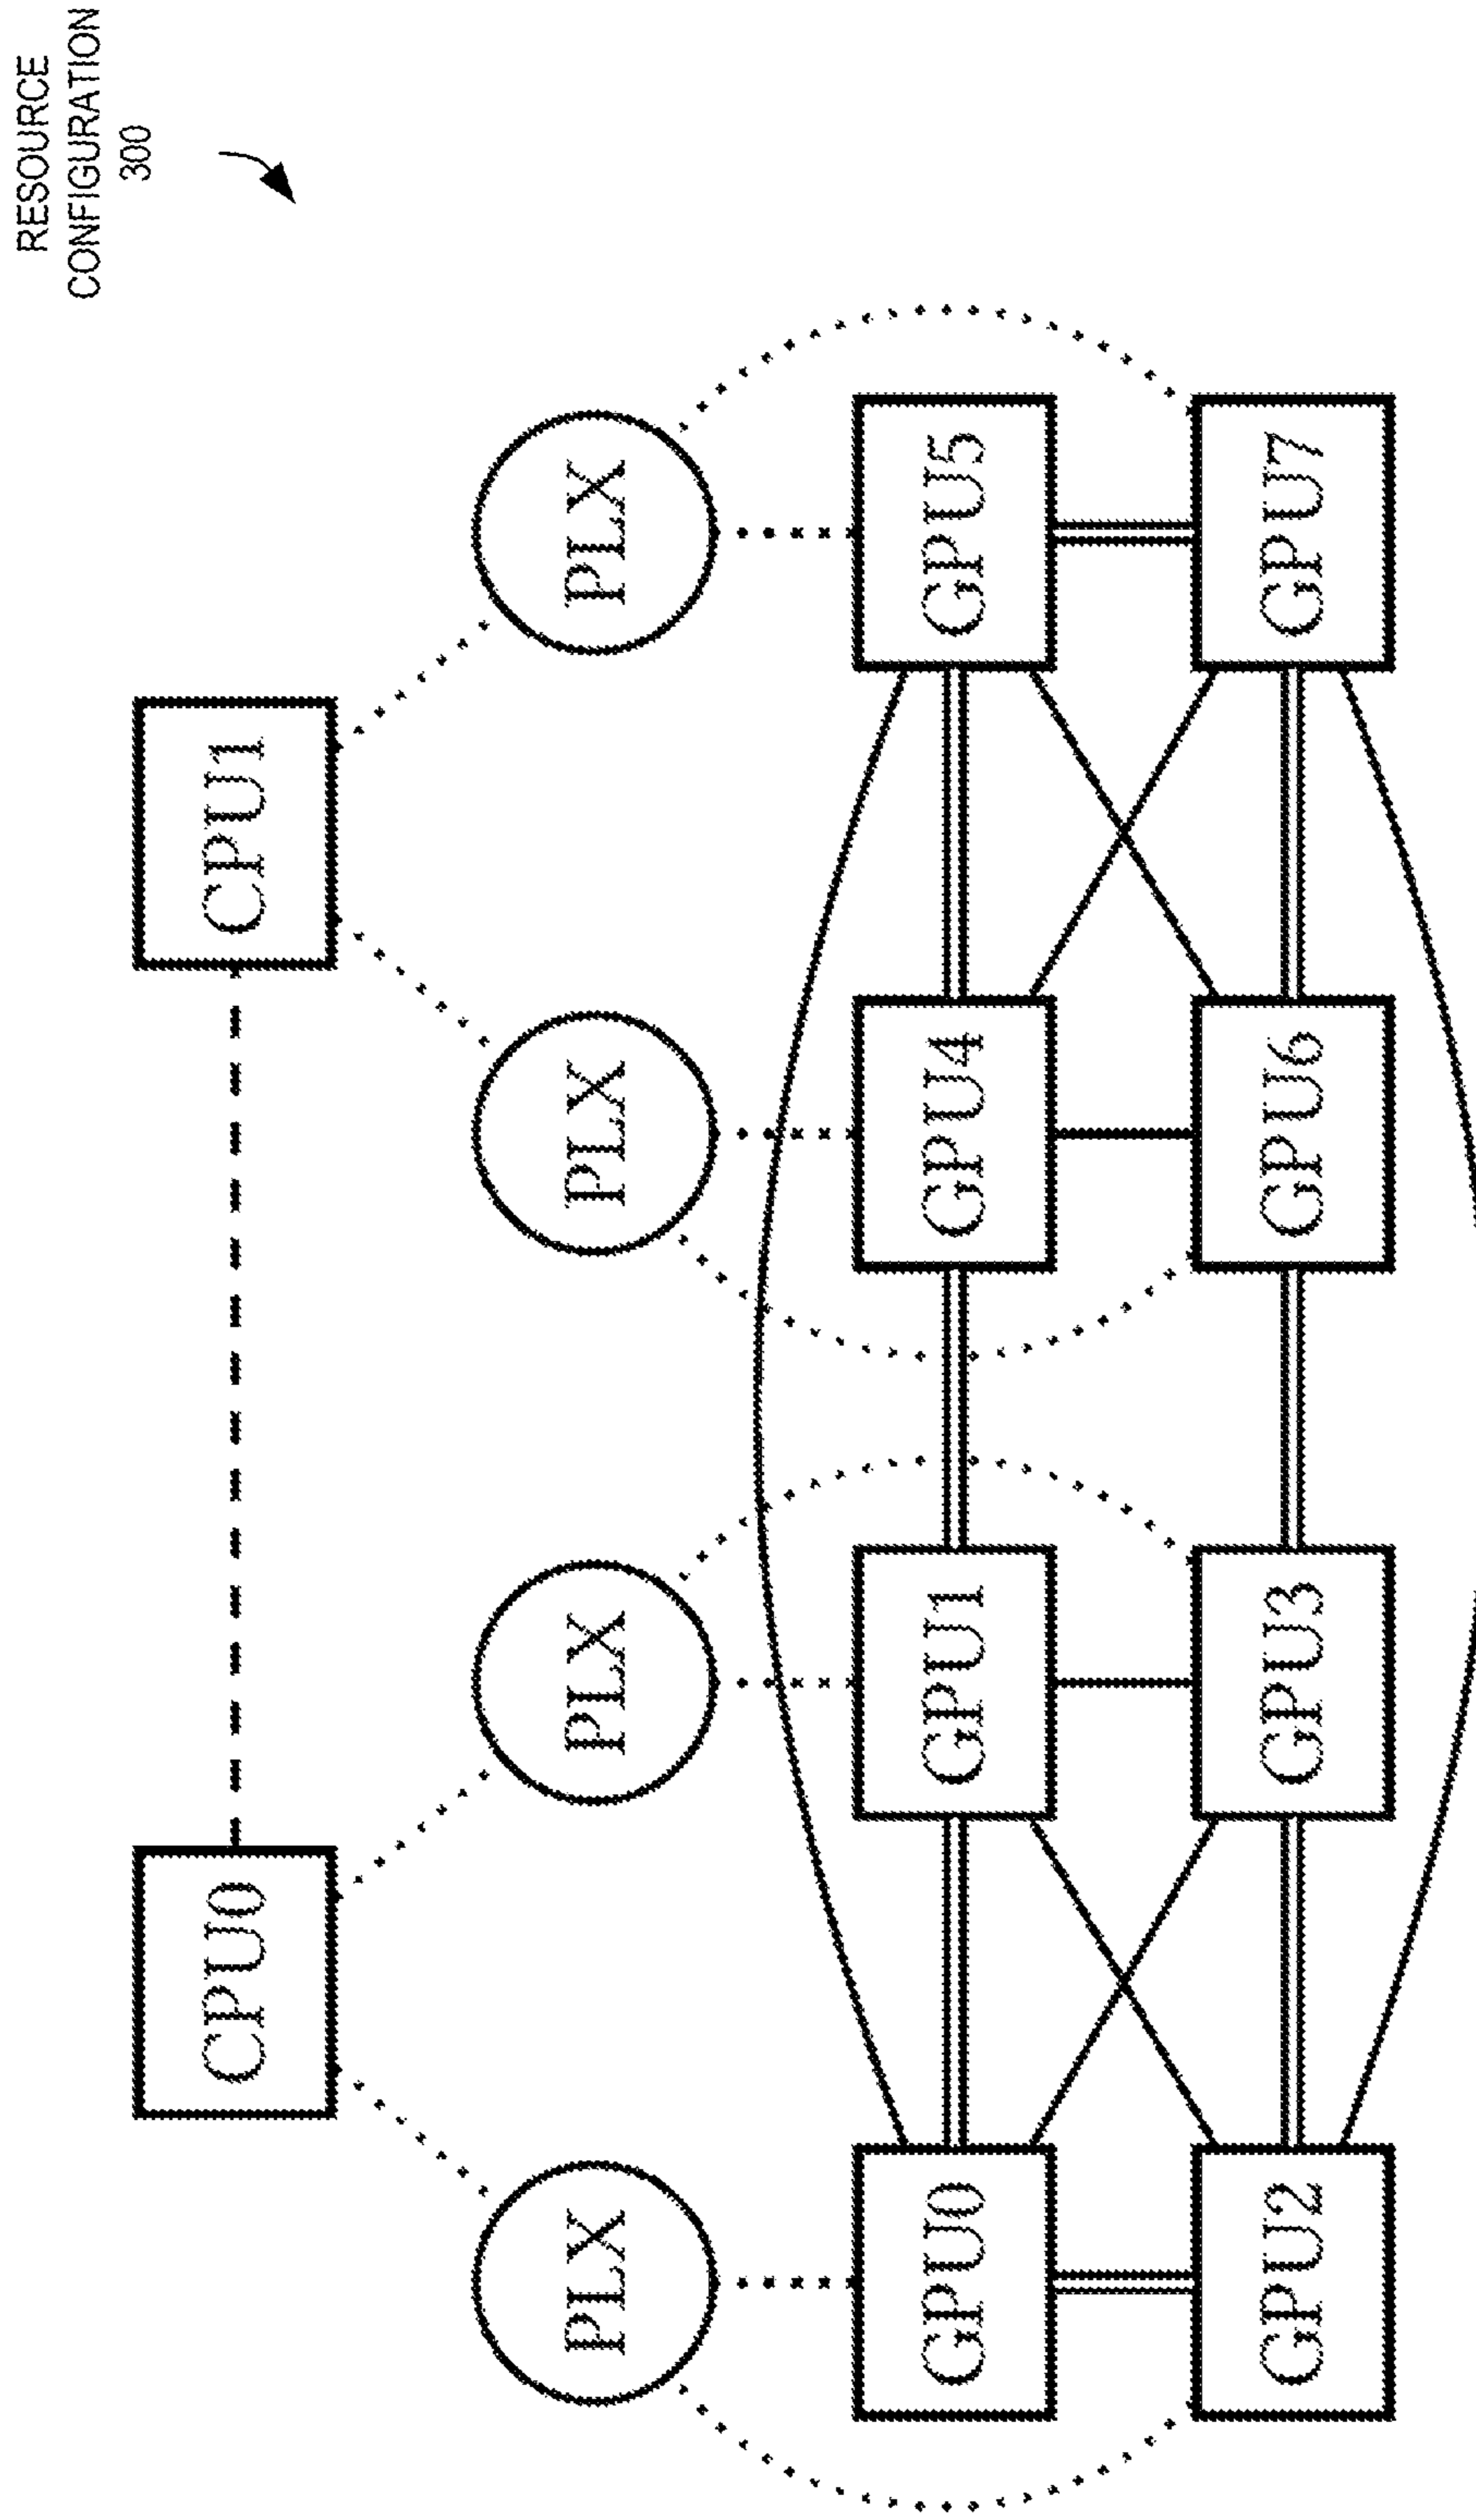 RESOURCE
CONFIGURATION
300
CPU0
CPU1
PLX
PLX
PLX
PLX
GPU0
GPU1
GPU4
GPU5
GPU2
GPU3
GPU6
GPU7